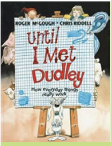 ROGER McGOUGH • CHRIS RIDDELL
Until
I Met
Dudley
How everyday things
really work